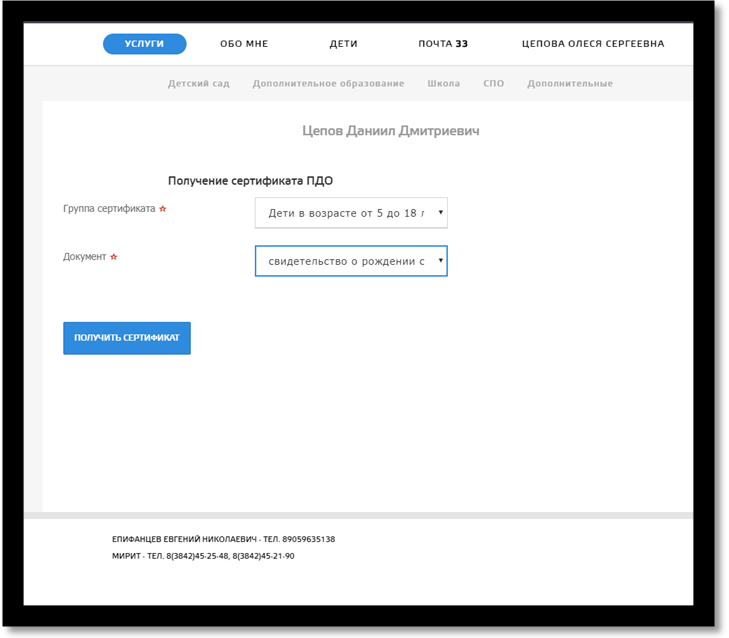 УСЛУГИ ОБО МНЕ ДЕТИ ПОЧТА 33 ЦЕПОВА ОЛЕСЯ СЕРГЕЕВНА
Детский сад Дополнительное образование Школа СПО Дополнительные
Цепов Даниил Дмитриевич
Получение сертификата ПДО
Группа сертификата ☆ Дети в возрасте от 5 до 18 л
Документ ☆ свидетельство о рождении с
ПОЛУЧИТЬ СЕРТИФИКАТ
ЕПИФАНЦЕВ ЕВГЕНИЙ НИКОЛАЕВИЧ - ТЕЛ. 89059635138
МИРИТ - ТЕЛ. 8(3842)45-25-48, 8(3842)45-21-90